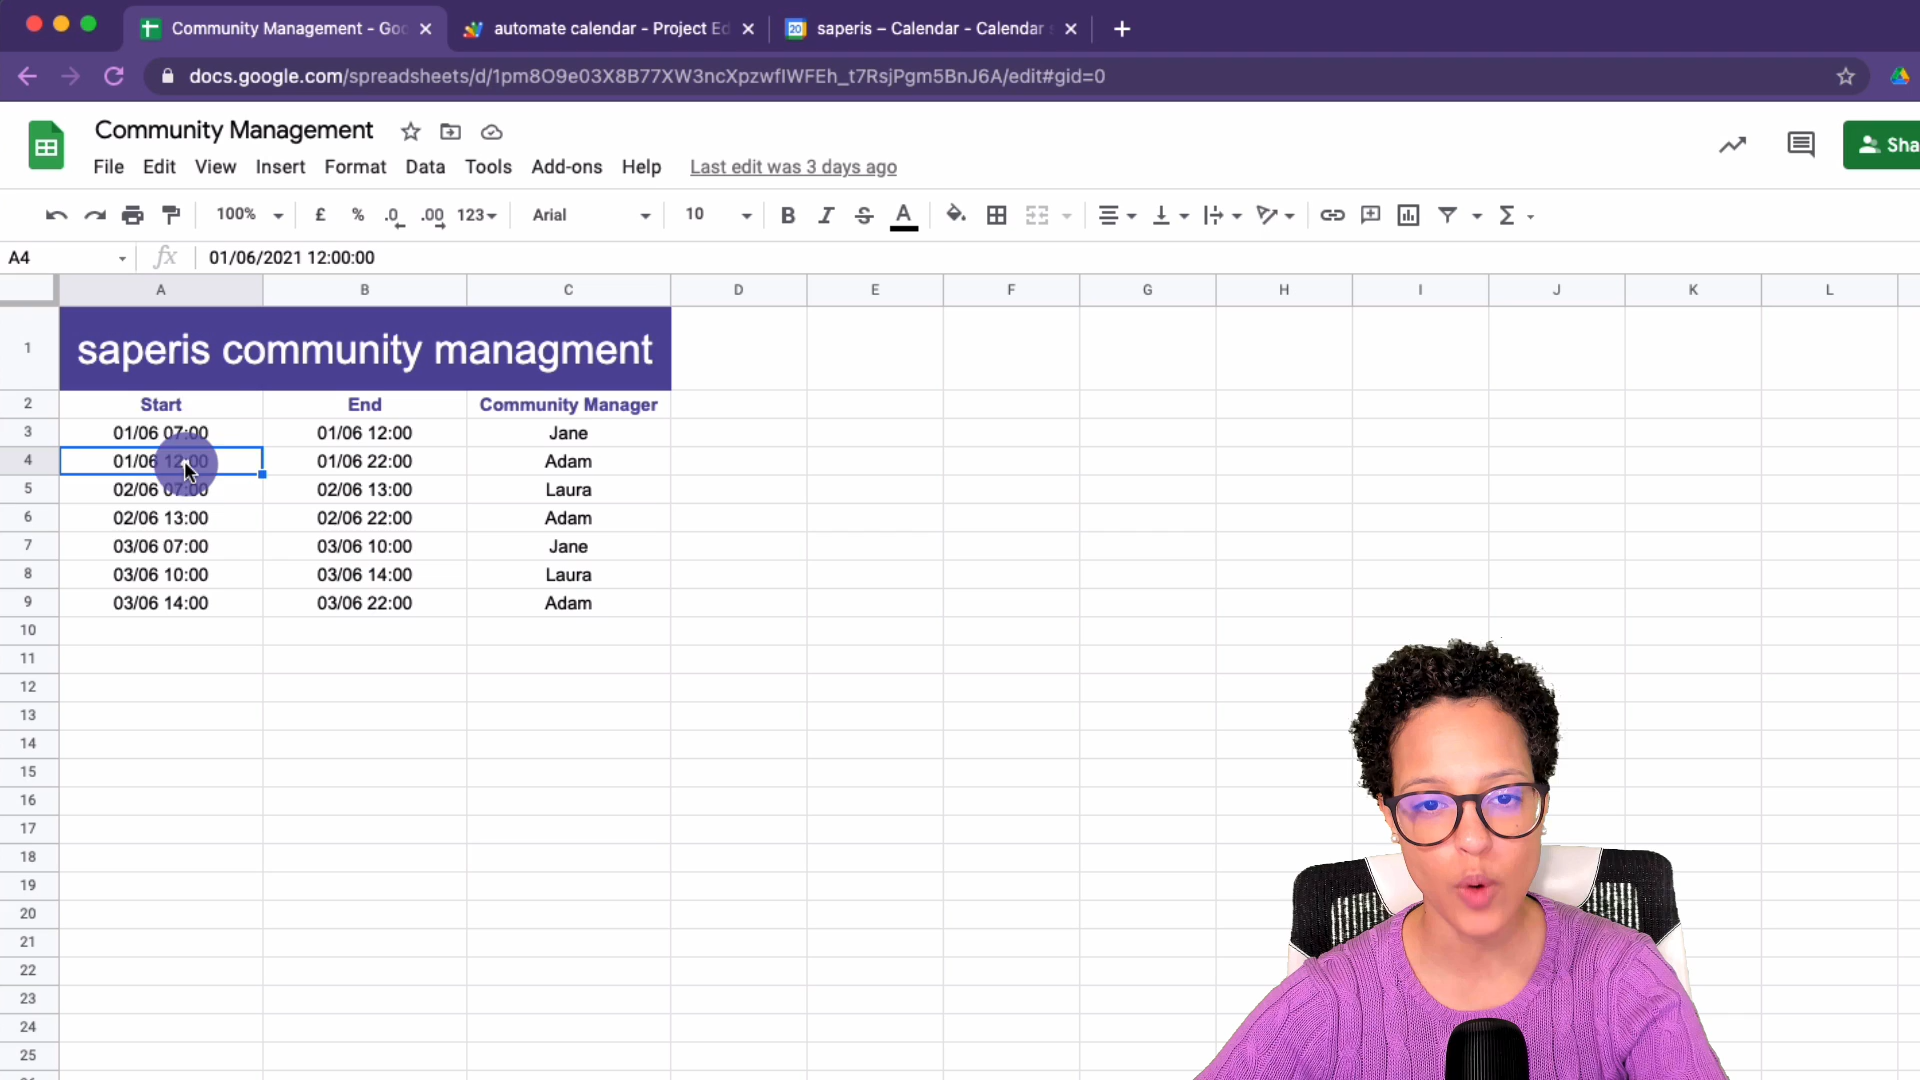 Community Management - Goo
automate calendar - Project Ed
saperis – Calendar - Calendar
docs.google.com/spreadsheets/d/1pm8O9e03X8B77XW3ncXpzwfIWFEh_t7RsjPgm5BnJ6A/edit#gid=0
Community Management
File Edit View Insert Format Data Tools Add-ons Help Last edit was 3 days ago
Sha
100% £ % .0 .00 123 Arial 10 B I S A Σ
A4 fx 01/06/2021 12:00:00
A B C D E F G H I J K L
1 saperis community managment
2 Start End Community Manager
3 01/06 07:00 01/06 12:00 Jane
4 01/06 12:00 01/06 22:00 Adam
5 02/06 07:00 02/06 13:00 Laura
6 02/06 13:00 02/06 22:00 Adam
7 03/06 07:00 03/06 10:00 Jane
8 03/06 10:00 03/06 14:00 Laura
9 03/06 14:00 03/06 22:00 Adam
10
11
12
13
14
15
16
17
18
19
20
21
22
23
24
25